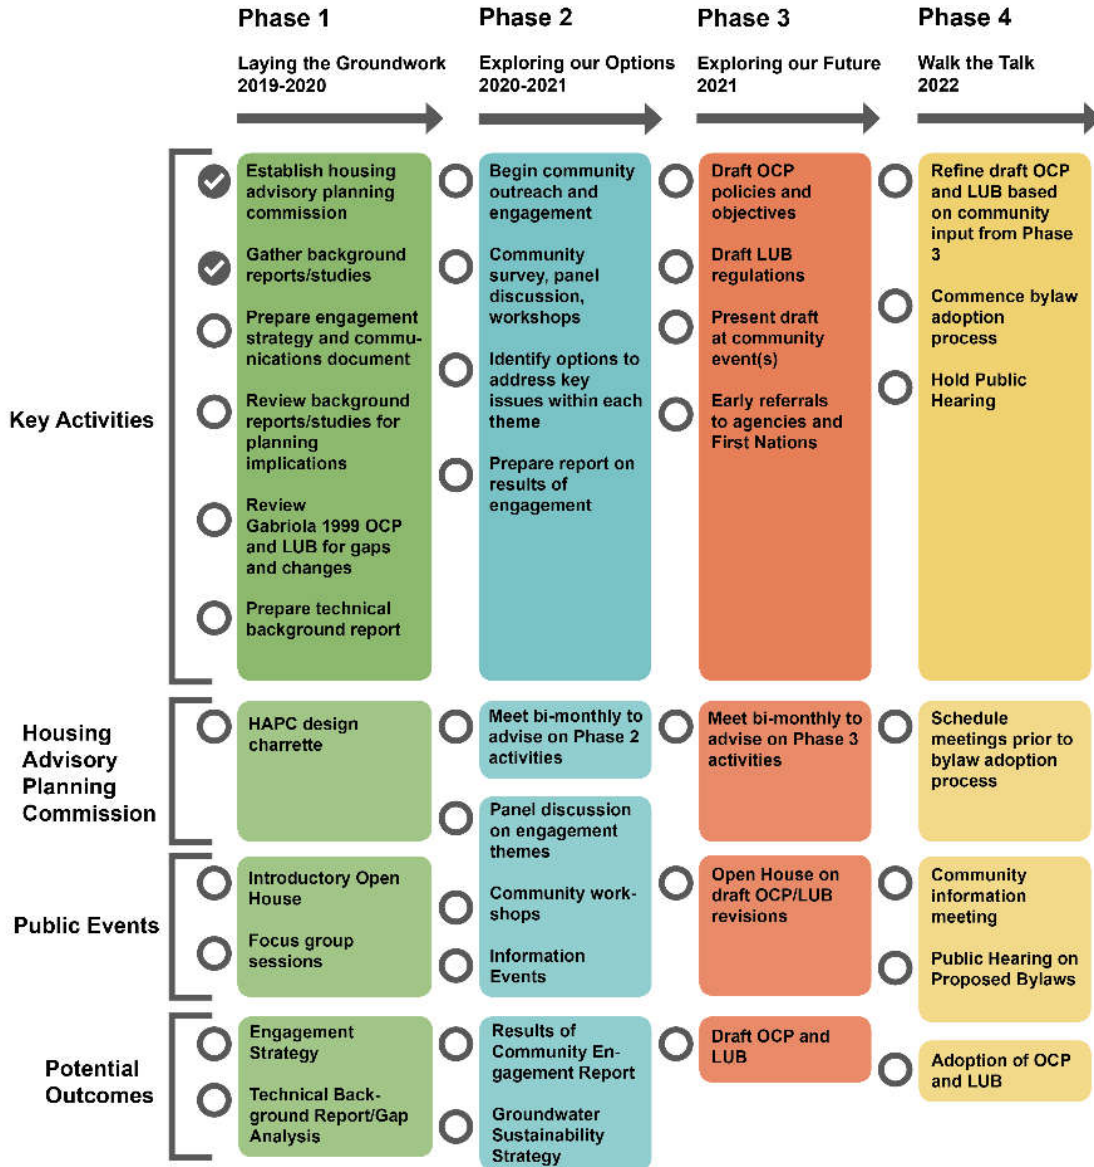 Phase 1
Phase 2
Phase 3
Phase 4
Laying the Groundwork
2019-2020
Exploring our Options
2020-2021
Exploring our Future
2021
Walk the Talk
2022
Key Activities
Establish housing
advisory planning
commission
Gather background
reports/studies
Prepare engagement
strategy and commu-
nications document
Review background
reports/studies for
planning
implications
Review
Gabriola 1999 OCP
and LUB for gaps
and changes
Prepare technical
background report
Begin community
outreach and
engagement
Community
survey, panel
discussion,
workshops
Identify options to
address key
issues within each
theme
Prepare report on
results of
engagement
Draft OCP
policies and
objectives
Draft LUB
regulations
Present draft
at community
event(s)
Early referrals
to agencies and
First Nations
Refine draft OCP
and LUB based
on community
input from Phase
3
Commence bylaw
adoption
process
Hold Public
Hearing
Housing
Advisory
Planning
Commission
HAPC design
charrette
Meet bi-monthly to
advise on Phase 2
activities
Meet bi-monthly to
advise on Phase 3
activities
Schedule
meetings prior to
bylaw adoption
process
Public Events
Introductory Open
House
Focus group
sessions
Panel discussion
on engagement
themes
Community work-
shops
Information
Events
Open House on
draft OCP/LUB
revisions
Community
information
meeting
Public Hearing on
Proposed Bylaws
Potential
Outcomes
Engagement
Strategy
Technical Back-
ground Report/Gap
Analysis
Results of
Community En-
gagement Report
Groundwater
Sustainability
Strategy
Draft OCP and
LUB
Adoption of OCP
and LUB